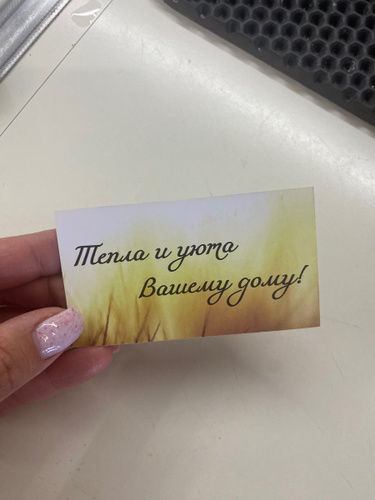 Тепла и уюта
Вашему дому!